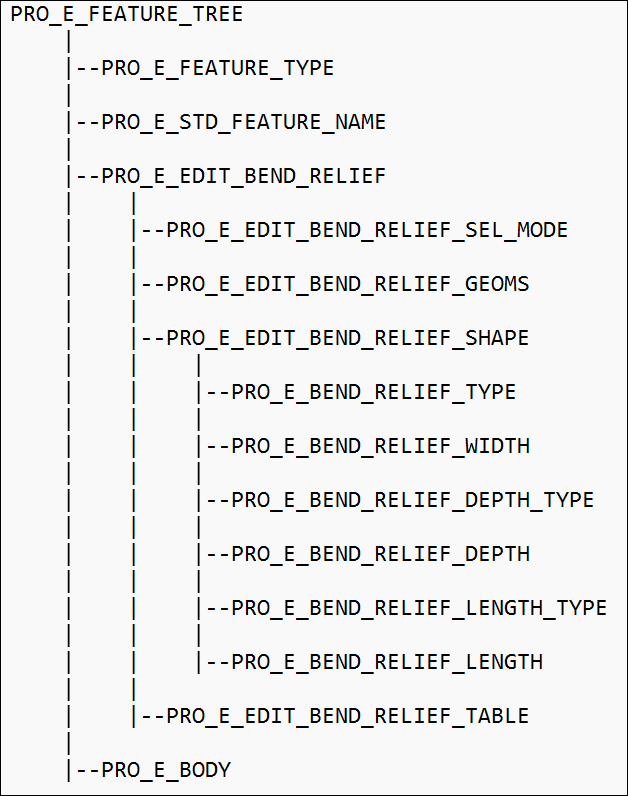 PRO_E_FEATURE_TREE
|
|--PRO_E_FEATURE_TYPE
|
|--PRO_E_STD_FEATURE_NAME
|
|--PRO_E_EDIT_BEND_RELIEF
|    |
|    |--PRO_E_EDIT_BEND_RELIEF_SEL_MODE
|    |
|    |--PRO_E_EDIT_BEND_RELIEF_GEOMS
|    |
|    |--PRO_E_EDIT_BEND_RELIEF_SHAPE
|    |    |
|    |    |--PRO_E_BEND_RELIEF_TYPE
|    |    |
|    |    |--PRO_E_BEND_RELIEF_WIDTH
|    |    |
|    |    |--PRO_E_BEND_RELIEF_DEPTH_TYPE
|    |    |
|    |    |--PRO_E_BEND_RELIEF_DEPTH
|    |    |
|    |    |--PRO_E_BEND_RELIEF_LENGTH_TYPE
|    |    |
|    |    |--PRO_E_BEND_RELIEF_LENGTH
|    |
|    |--PRO_E_EDIT_BEND_RELIEF_TABLE
|
|--PRO_E_BODY